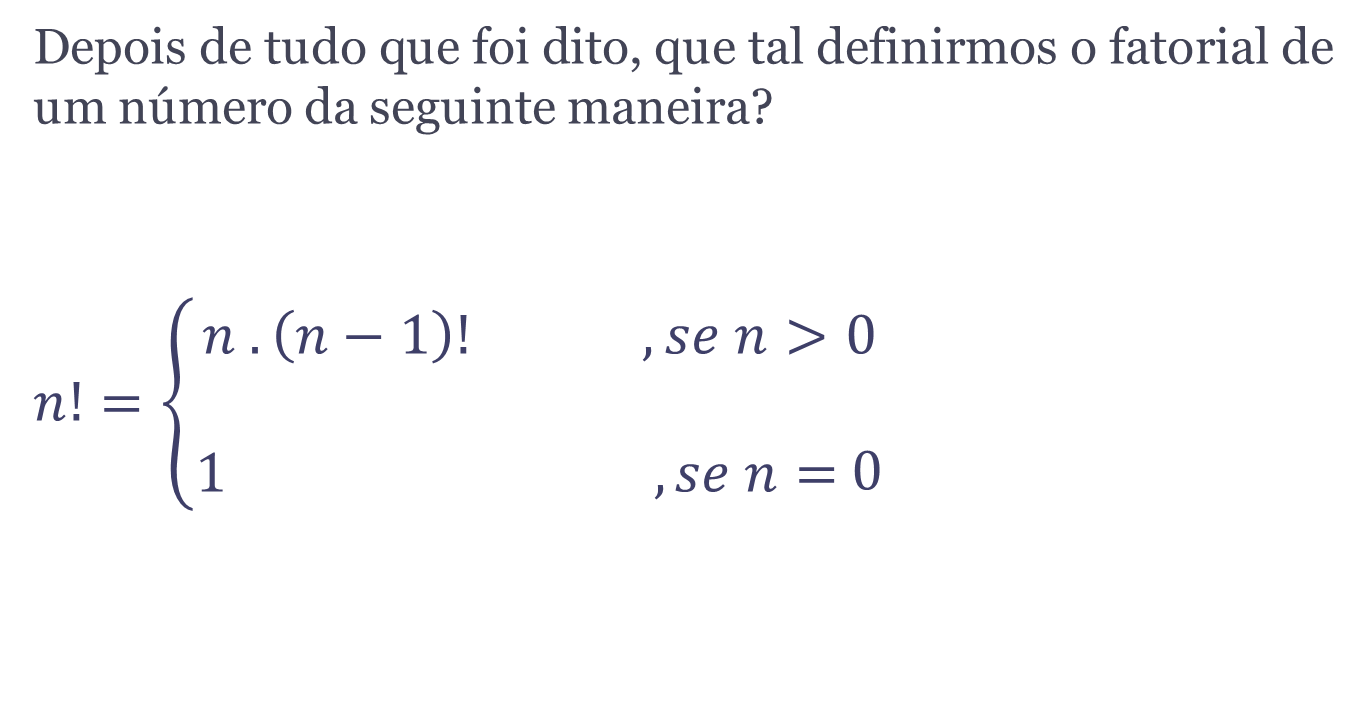 Depois de tudo que foi dito, que tal definirmos o fatorial de
um número da seguinte maneira?
n . (n − 1)! , se n > 0
n! = {
1 , se n = 0